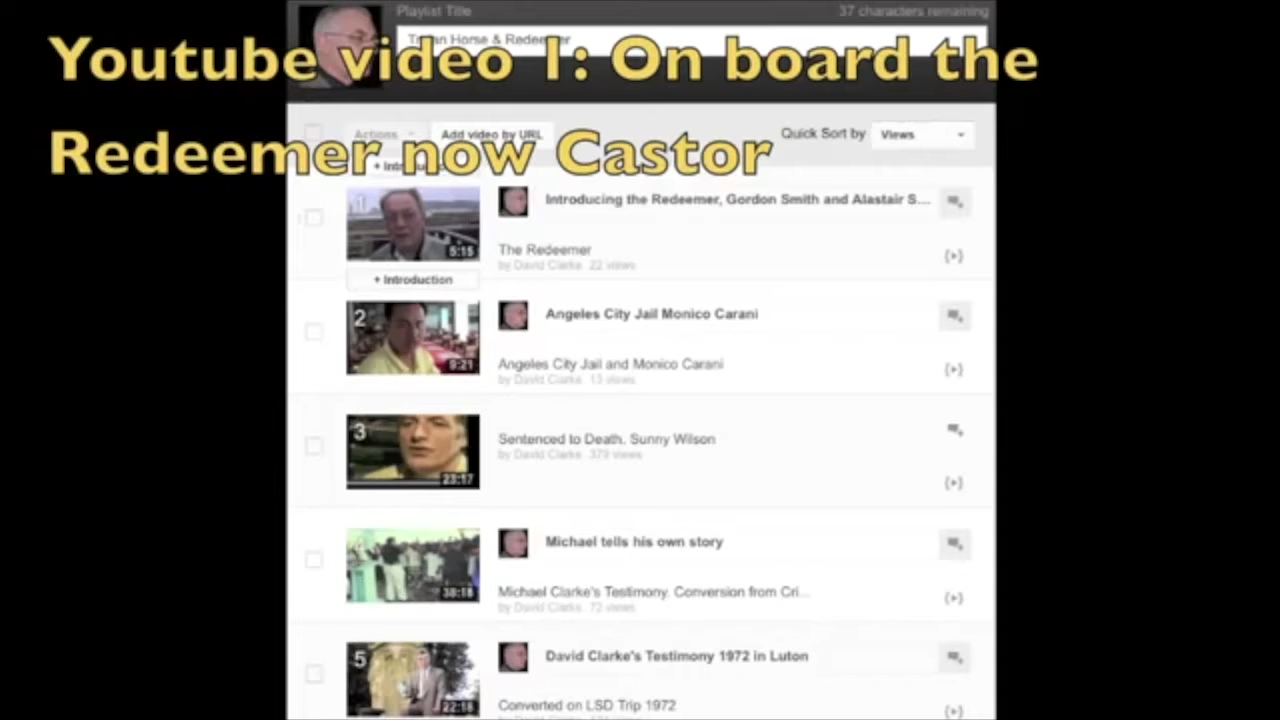 Playlist Title
37 characters remaining
Youtube video 1: On board the
Actions
Add video by URL
Quick Sort by
Views
Redeemer now Castor
1
5:15
Introducing the Redeemer, Gordon Smith and Alastair S...
The Redeemer
by David Clarke 22 views
+ Introduction
2
9:21
Angeles City Jail Monico Carani
Angeles City Jail and Monico Carani
by David Clarke 13 views
3
23:17
Sentenced to Death. Sunny Wilson
by David Clarke 379 views
38:18
Michael tells his own story
Michael Clarke's Testimony. Conversion from Cri...
by David Clarke 72 views
5
22:58
David Clarke's Testimony 1972 in Luton
Converted on LSD Trip 1972